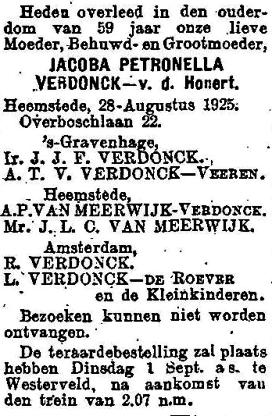 Heden overleed in den ouder-
dom van 59 jaar onze lieve
Moeder, Behuwd- en Grootmoeder,
JACOBA PETRONELLA
VERDONCK—v. d. Honert.
Heemstede, 28-Augustus 1925.
Overboschlaan 22.
's-Gravenhage,
Ir. J. J. F. VERDONCK.
A. T. V. VERDONCK—VEEREN.
Heemstede,
A.P. VAN MEERWIJK-VERDONCK.
Mr. J. L. C. VAN MEERWIJK.
Amsterdam,
R. VERDONCK.
L. VERDONCK—DE ROEVER
en de Kleinkinderen.
Bezoeken kunnen niet worden
ontvangen.
De teraardebestelling zal plaats
hebben Dinsdag 1 Sept. a.s. te
Westerveld, na aankomst van
den trein van 2.07 n.m.